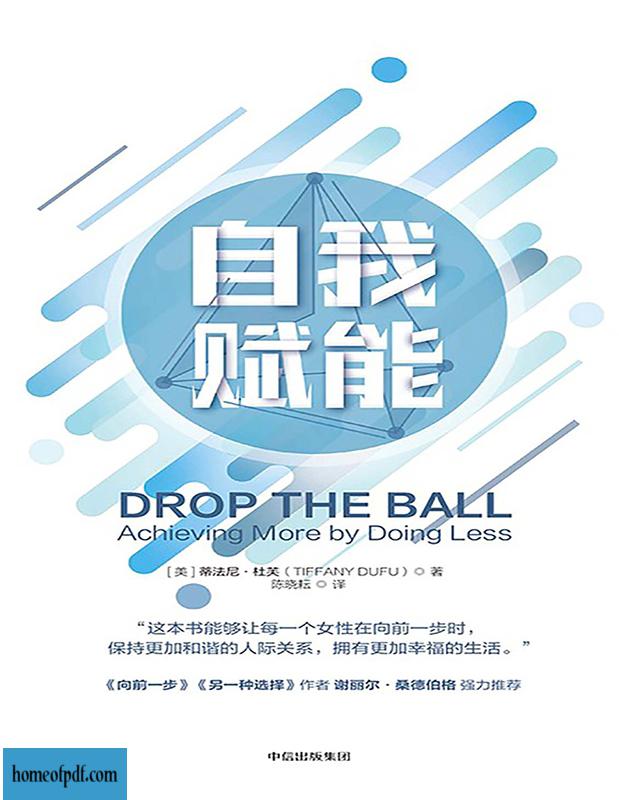 自我
赋能
DROP THE BALL
Achieving More by Doing Less
［美］蒂法尼·杜芙（TIFFANY DUFU）○ 著
陈晓耘 ○ 译
“这本书能够让每一个女性在向前一步时，
保持更加和谐的人际关系，拥有更加幸福的生活。”
《向前一步》《另一种选择》作者 谢丽尔·桑德伯格 强力推荐
中信出版集团
homeofpdf.com